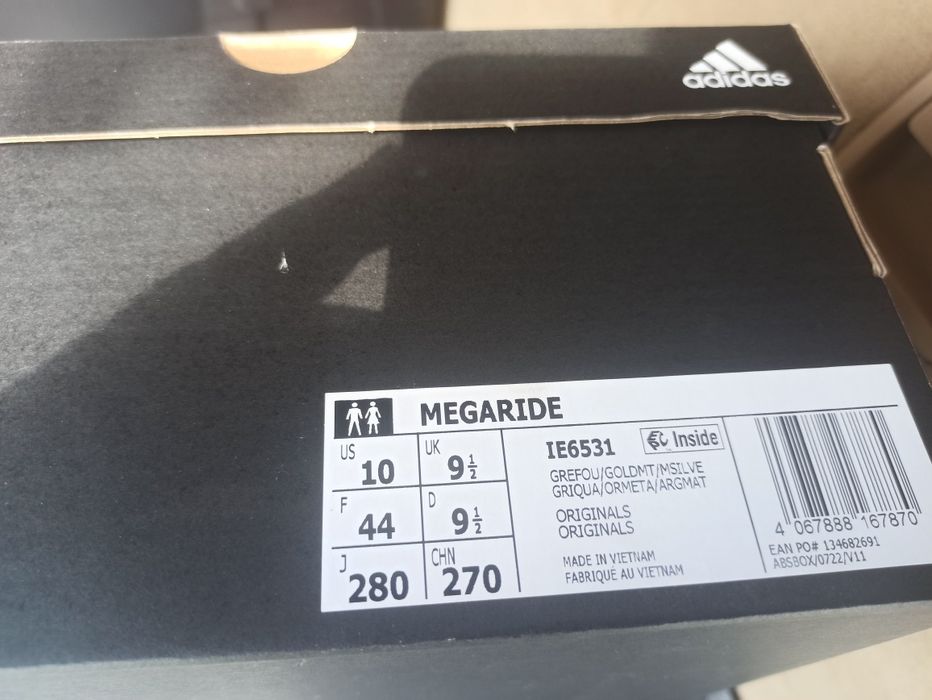 adidas
MEGARIDE
US 10 UK 9 1/2
F 44 D 9 1/2
J 280 CHN 270
IE6531
Inside
GREFOU/GOLDMT/MSILVE
GRIQUA/ORMETA/ARGMAT
ORIGINALS
ORIGINALS
MADE IN VIETNAM
FABRIQUÉ AU VIETNAM
4 067888 167870
EAN PO# 134682691
ABSBOX/0722/V11